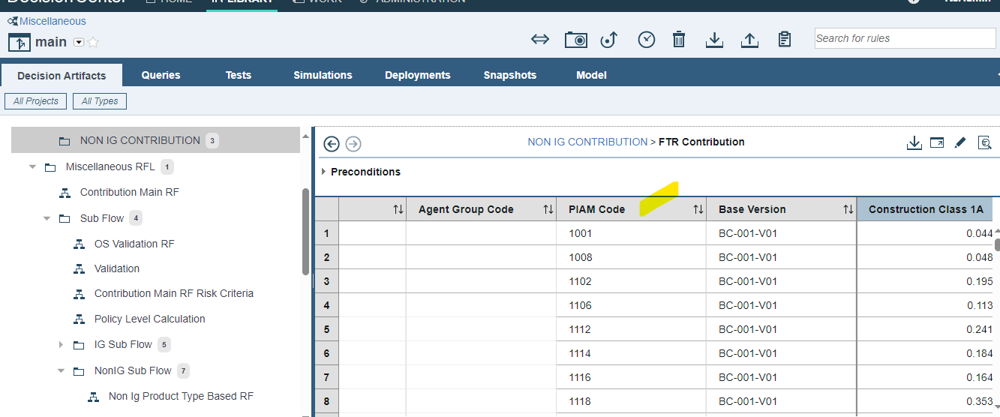 DecisionCenter HOME IN LIBRARY WORK ADMINISTRATION
Miscellaneous
main
Search for rules
Decision Artifacts Queries Tests Simulations Deployments Snapshots Model
All Projects All Types
NON IG CONTRIBUTION 3
Miscellaneous RFL 1
Contribution Main RF
Sub Flow 4
OS Validation RF
Validation
Contribution Main RF Risk Criteria
Policy Level Calculation
IG Sub Flow 5
NonIG Sub Flow 7
Non Ig Product Type Based RF
NON IG CONTRIBUTION > FTR Contribution
Preconditions
Agent Group Code PIAM Code Base Version Construction Class 1A
1 1001 BC-001-V01 0.044
2 1008 BC-001-V01 0.048
3 1102 BC-001-V01 0.195
4 1106 BC-001-V01 0.113
5 1112 BC-001-V01 0.241
6 1114 BC-001-V01 0.184
7 1116 BC-001-V01 0.164
8 1118 BC-001-V01 0.353